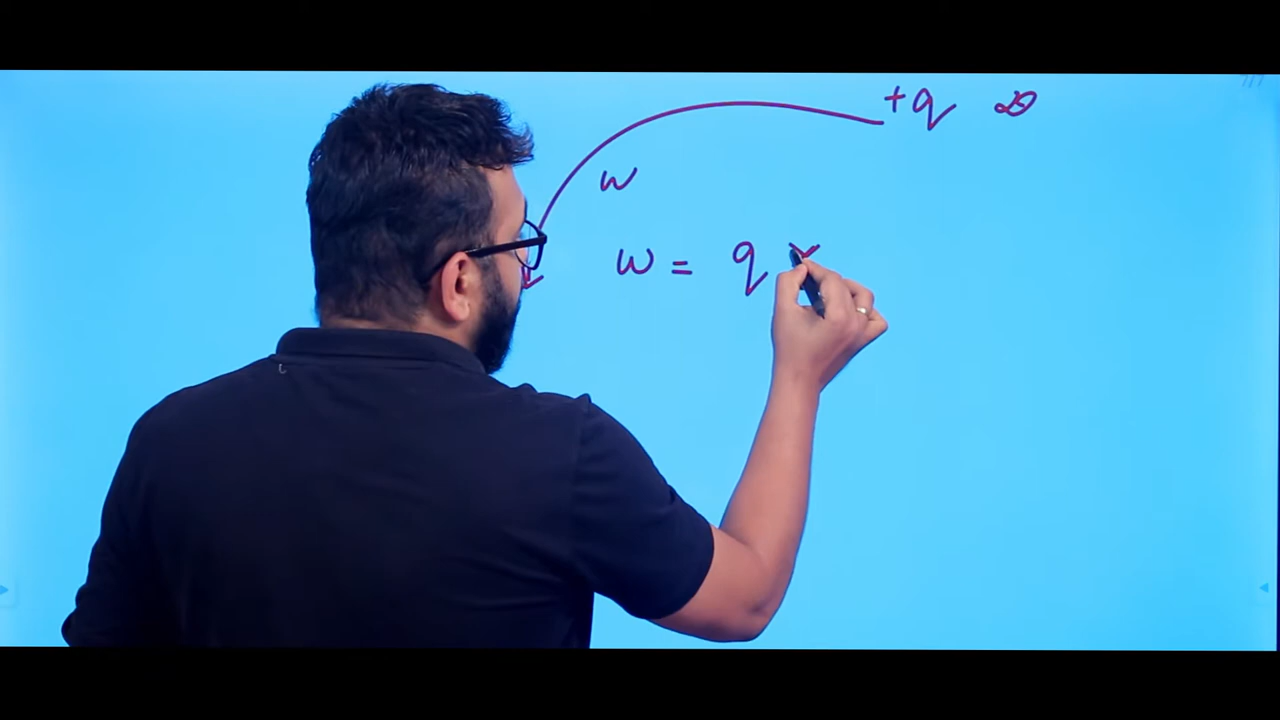 +q ∞
w
w = q